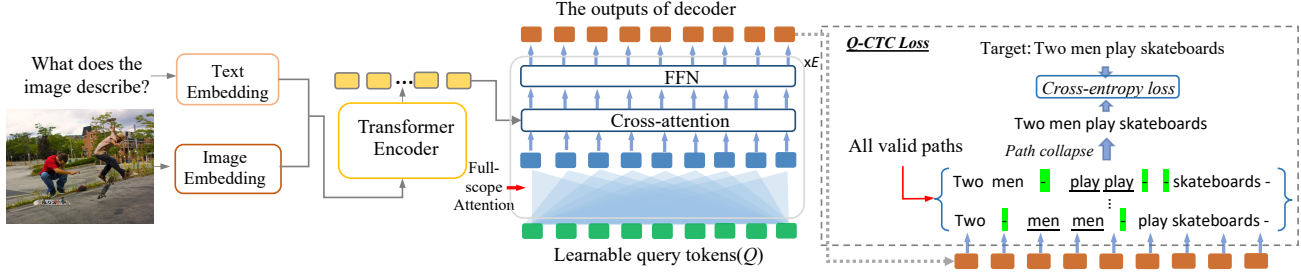 The outputs of decoder
What does the
image describe?
Text
Embedding
Image
Embedding
...
Transformer
Encoder
FFN
Cross-attention
xE
Full-
scope
Attention
Learnable query tokens(Q)
Q-CTC Loss
Target: Two men play skateboards
Cross-entropy loss
Two men play skateboards
Path collapse
All valid paths
Two men - play play - - skateboards -
⋮
Two - men men - play skateboards -